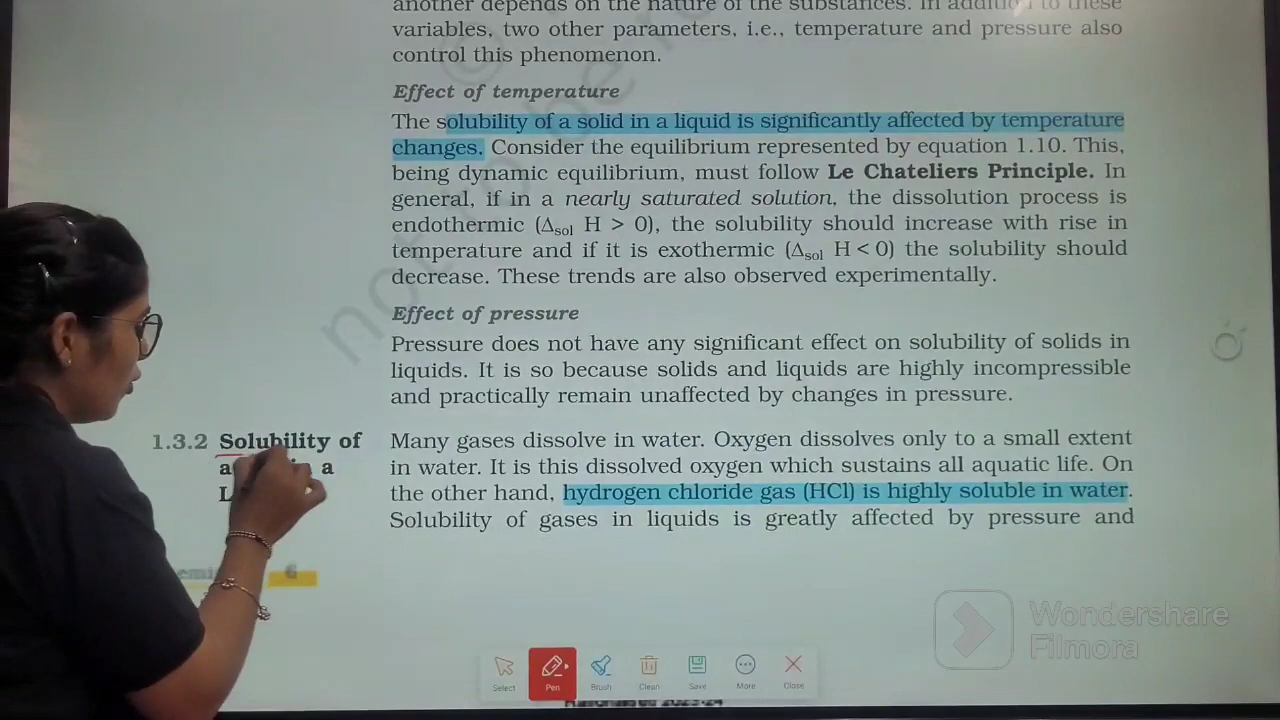 another depends on the nature of the substances. In addition to these
variables, two other parameters, i.e., temperature and pressure also
control this phenomenon.
Effect of temperature
The solubility of a solid in a liquid is significantly affected by temperature
changes. Consider the equilibrium represented by equation 1.10. This,
being dynamic equilibrium, must follow Le Chateliers Principle. In
general, if in a nearly saturated solution, the dissolution process is
endothermic (Δsol H > 0), the solubility should increase with rise in
temperature and if it is exothermic (Δsol H < 0) the solubility should
decrease. These trends are also observed experimentally.
Effect of pressure
Pressure does not have any significant effect on solubility of solids in
liquids. It is so because solids and liquids are highly incompressible
and practically remain unaffected by changes in pressure.
1.3.2 Solubility of
a
Many gases dissolve in water. Oxygen dissolves only to a small extent
in water. It is this dissolved oxygen which sustains all aquatic life. On
the other hand, hydrogen chloride gas (HCl) is highly soluble in water.
Solubility of gases in liquids is greatly affected by pressure and
6
Wondershare
Filmora
Select
Pen
Brush
Clean
Save
More
Close